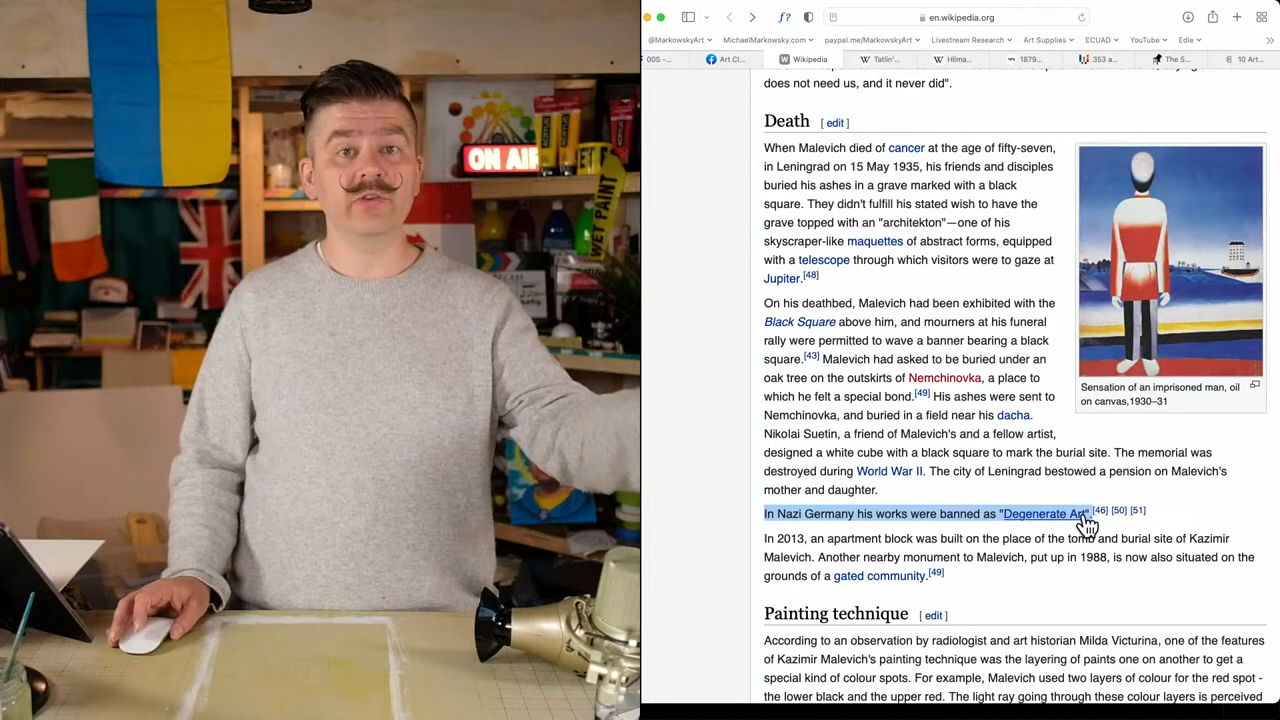 ON AIR
WET PAINT
en.wikipedia.org
@MarkowskyArt
MichaelMarkowsky.com
paypal.me/MarkowskyArt
Livestream Research
Art Supplies
ECUAD
YouTube
Edie
00S -...
Art Cl...
Wikipedia
Tatlin'...
Hilma...
1879...
353 a...
The S...
10 Art...
does not need us, and it never did".
Death [ edit ]
When Malevich died of cancer at the age of fifty-seven,
in Leningrad on 15 May 1935, his friends and disciples
buried his ashes in a grave marked with a black
square. They didn't fulfill his stated wish to have the
grave topped with an "architekton"—one of his
skyscraper-like maquettes of abstract forms, equipped
with a telescope through which visitors were to gaze at
Jupiter.[48]
On his deathbed, Malevich had been exhibited with the
Black Square above him, and mourners at his funeral
rally were permitted to wave a banner bearing a black
square.[43] Malevich had asked to be buried under an
oak tree on the outskirts of Nemchinovka, a place to
which he felt a special bond.[49] His ashes were sent to
Nemchinovka, and buried in a field near his dacha.
Nikolai Suetin, a friend of Malevich's and a fellow artist,
designed a white cube with a black square to mark the burial site. The memorial was
destroyed during World War II. The city of Leningrad bestowed a pension on Malevich's
mother and daughter.
Sensation of an imprisoned man, oil
on canvas,1930–31
In Nazi Germany his works were banned as "Degenerate Art".[46] [50] [51]
In 2013, an apartment block was built on the place of the tomb and burial site of Kazimir
Malevich. Another nearby monument to Malevich, put up in 1988, is now also situated on the
grounds of a gated community.[49]
Painting technique [ edit ]
According to an observation by radiologist and art historian Milda Victurina, one of the features
of Kazimir Malevich's painting technique was the layering of paints one on another to get a
special kind of colour spots. For example, Malevich used two layers of colour for the red spot -
the lower black and the upper red. The light ray going through these colour layers is perceived